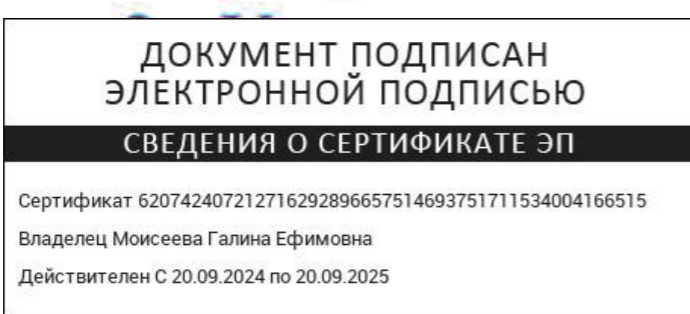 ДОКУМЕНТ ПОДПИСАН
ЭЛЕКТРОННОЙ ПОДПИСЬЮ
СВЕДЕНИЯ О СЕРТИФИКАТЕ ЭП
Сертификат 620742407212716292896657514693751711534004166515
Владелец Моисеева Галина Ефимовна
Действителен С 20.09.2024 по 20.09.2025